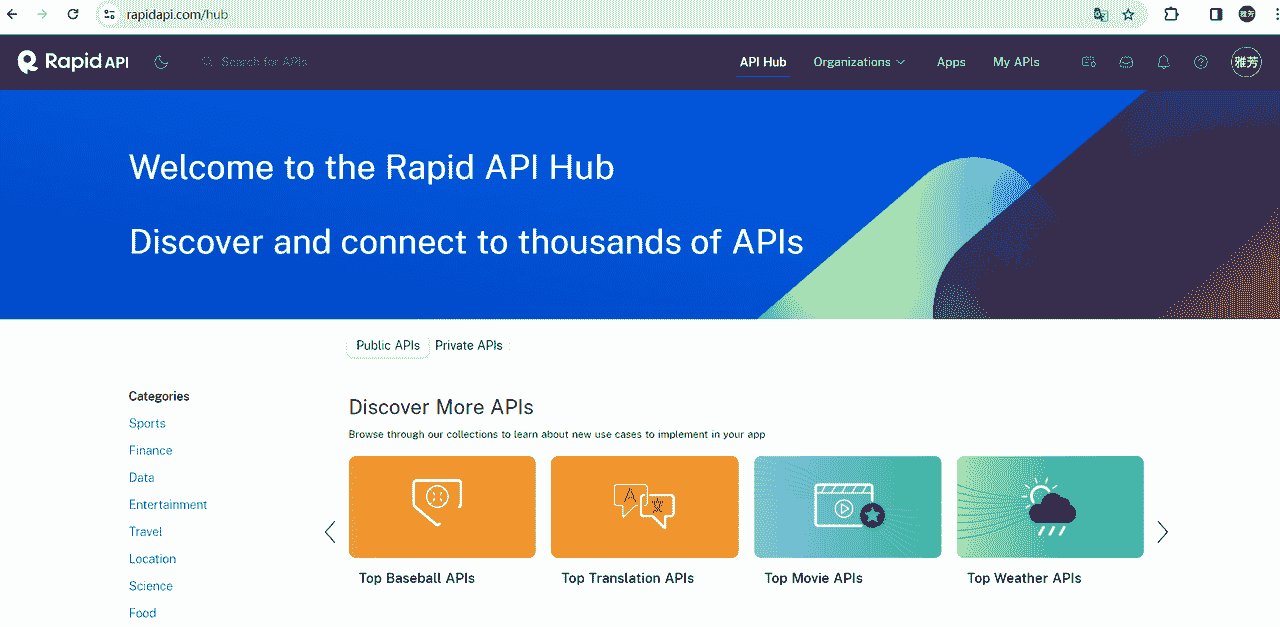 rapidapi.com/hub
雅芳
Rapid API
Search for APIs
API Hub
Organizations
Apps
My APIs
雅芳
Welcome to the Rapid API Hub
Discover and connect to thousands of APIs
Public APIs
Private APIs
Categories
Sports
Finance
Data
Entertainment
Travel
Location
Science
Food
Discover More APIs
Browse through our collections to learn about new use cases to implement in your app
A
文
Top Baseball APIs
Top Translation APIs
Top Movie APIs
Top Weather APIs